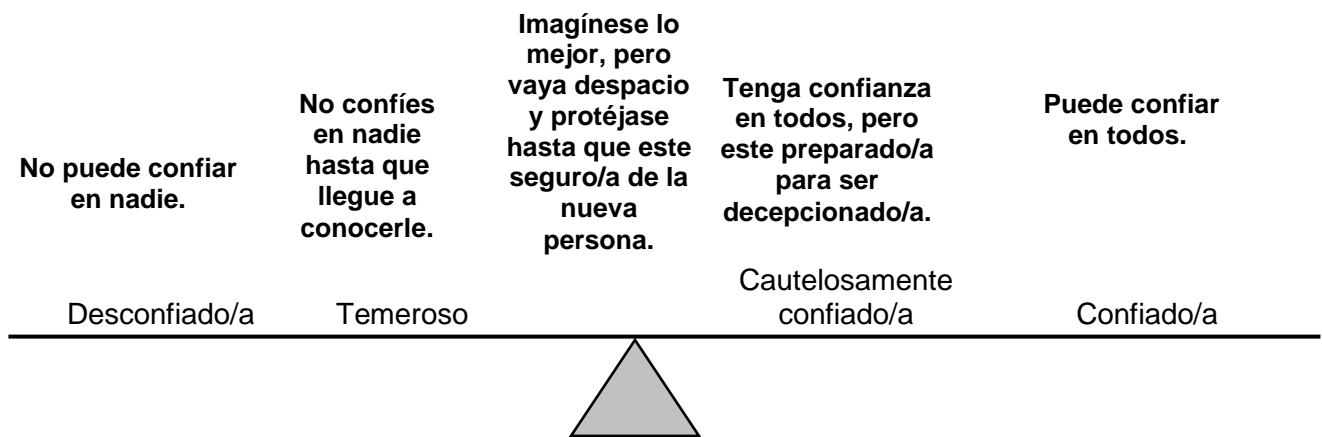 No puede confiar
en nadie.
No confíes
en nadie
hasta que
llegue a
conocerle.
Imagínese lo
mejor, pero
vaya despacio
y protéjase
hasta que este
seguro/a de la
nueva
persona.
Tenga confianza
en todos, pero
este preparado/a
para ser
decepcionado/a.
Puede confiar
en todos.
Desconfiado/a
Temeroso
Cautelosamente
confiado/a
Confiado/a